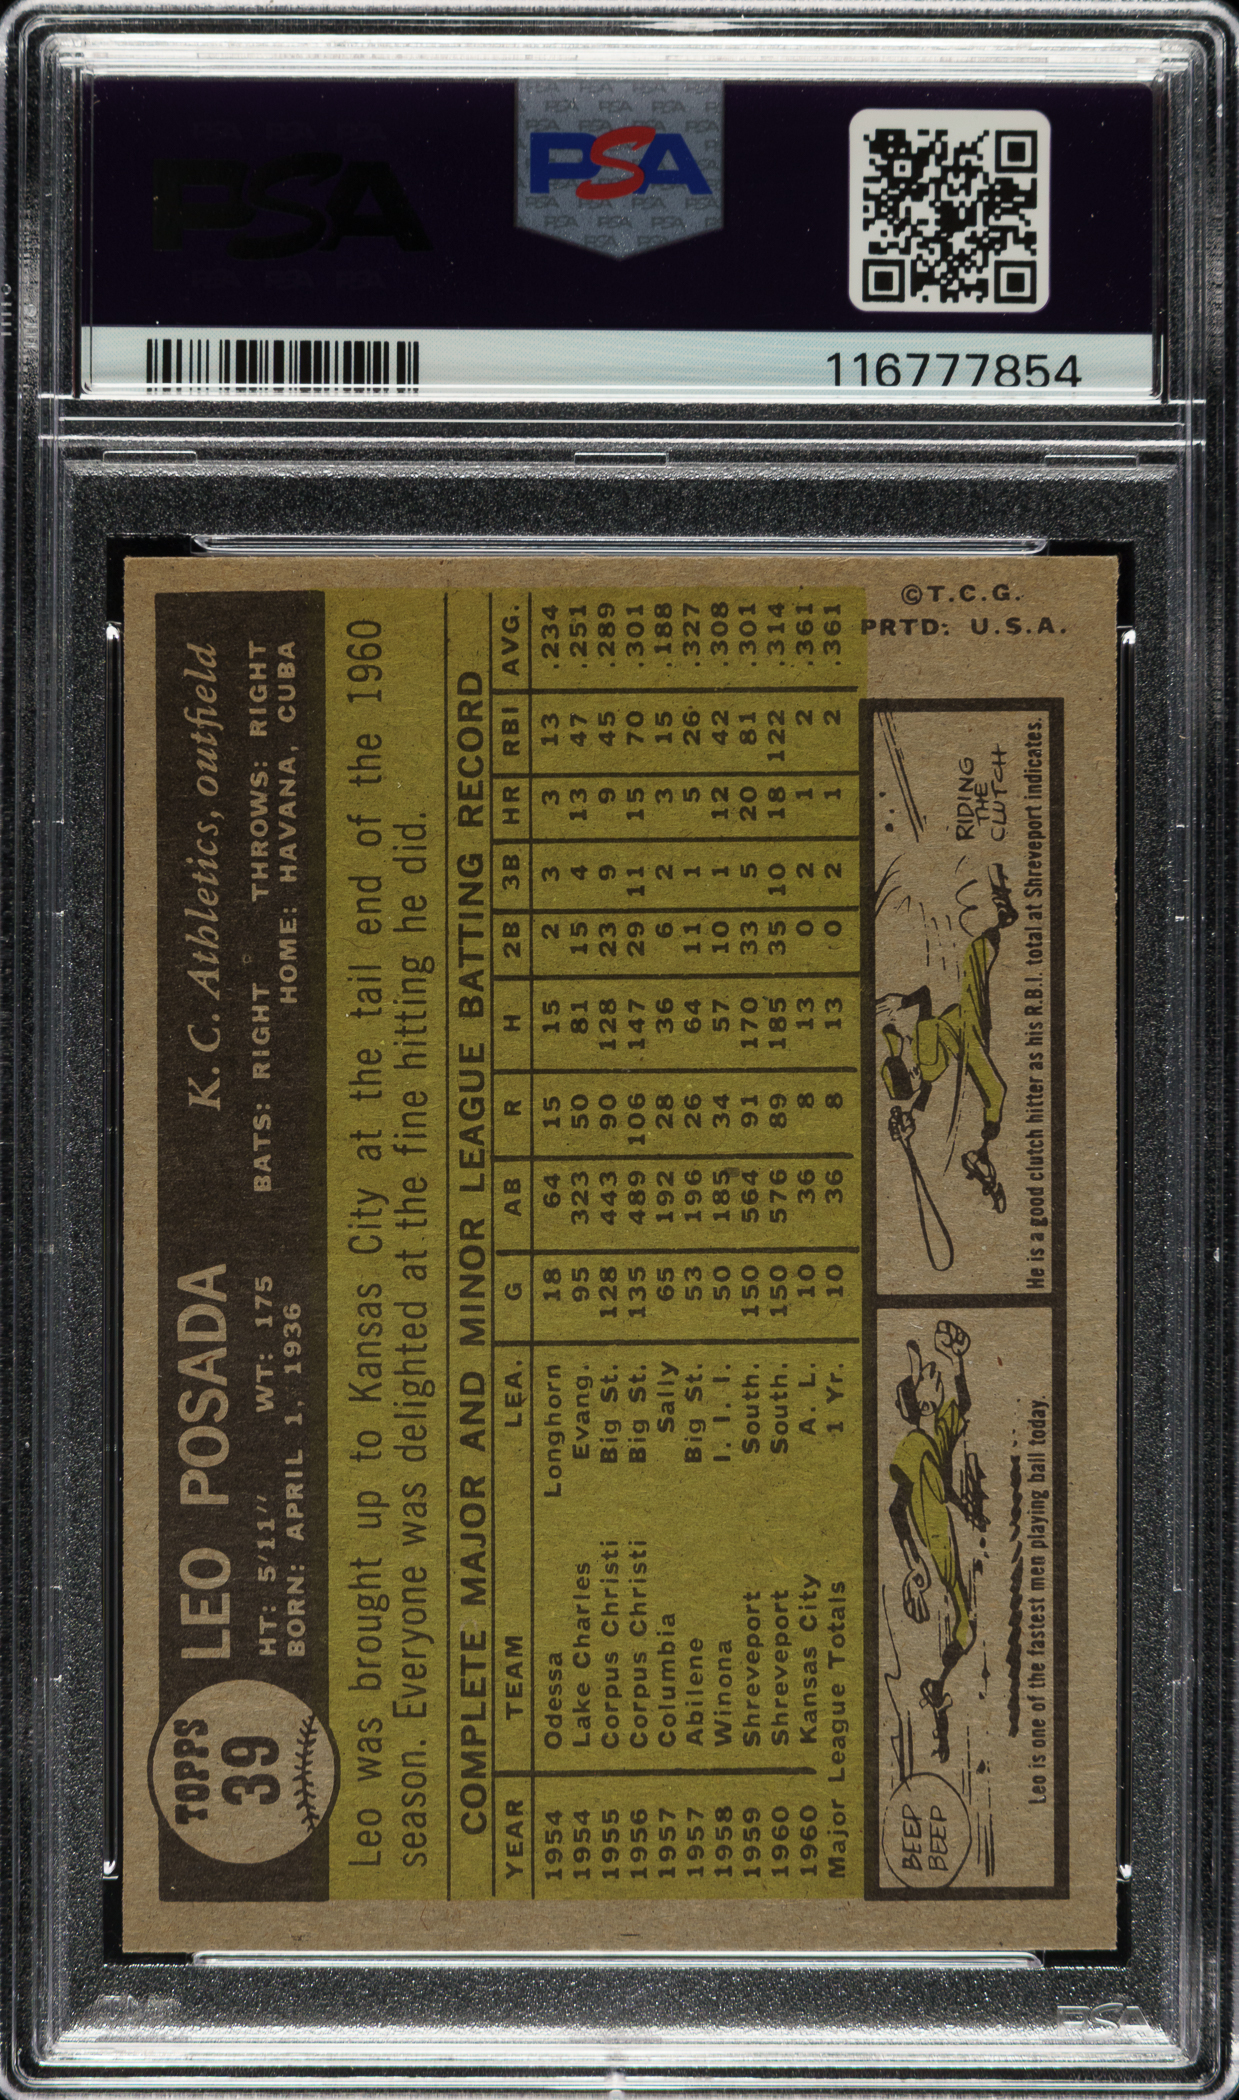 PSA
PSA
116777854
TOPPS
39
LEO POSADA
K. C. Athletics, outfield
HT: 5'11" WT: 175 BATS: RIGHT THROWS: RIGHT
BORN: APRIL 1, 1936 HOME: HAVANA, CUBA
Leo was brought up to Kansas City at the tail end of the 1960
season. Everyone was delighted at the fine hitting he did.
COMPLETE MAJOR AND MINOR LEAGUE BATTING RECORD
YEAR TEAM LEA. G AB R H 2B 3B HR RBI AVG.
1954 Odessa Longhorn 18 64 15 15 2 3 3 13 .234
1954 Lake Charles Evang. 95 323 50 81 15 4 13 47 .251
1955 Corpus Christi Big St. 128 443 90 128 23 9 9 45 .289
1956 Corpus Christi Big St. 135 489 106 147 29 11 15 70 .301
1957 Columbia Sally 65 192 28 36 6 2 3 15 .188
1957 Abilene Big St. 53 196 26 64 11 1 5 26 .327
1958 Winona I. I. I. 50 185 34 57 10 1 12 42 .308
1959 Shreveport South. 150 564 91 170 33 5 20 81 .301
1960 Shreveport South. 150 576 89 185 35 10 18 122 .314
1960 Kansas City A. L. 10 36 8 13 0 2 1 2 .361
Major League Totals 1 Yr. 10 36 8 13 0 2 1 2 .361
BEEP
BEEP
Leo is one of the fastest men playing ball today.
RIDING
THE
CLUTCH
He is a good clutch hitter as his R.B.I. total at Shreveport indicates.
©T.C.G.
PRTD: U.S.A.
PSA